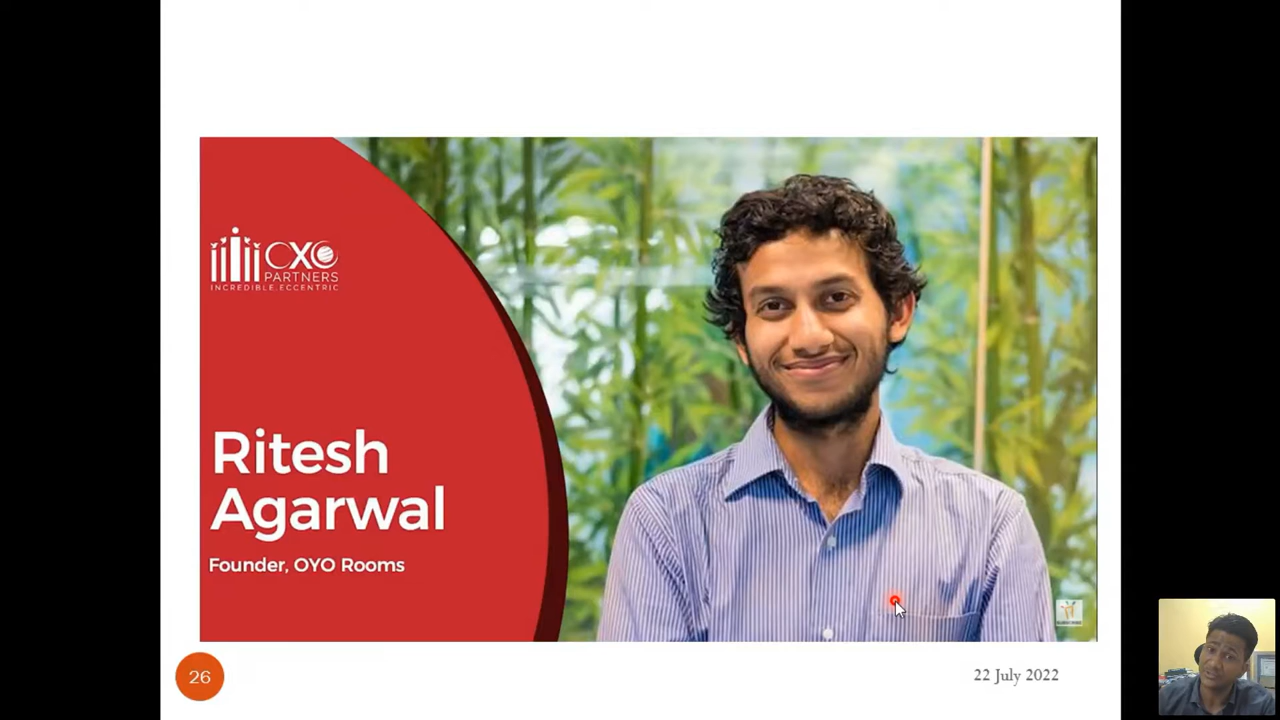 CXO
PARTNERS
INCREDIBLE. ECCENTRIC
Ritesh
Agarwal
Founder, OYO Rooms
26
22 July 2022